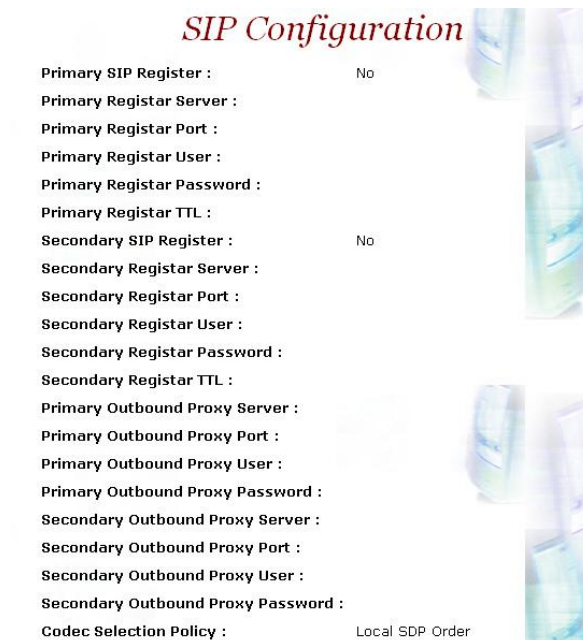 SIP Configuration
Primary SIP Register : No
Primary Registar Server :
Primary Registar Port :
Primary Registar User :
Primary Registar Password :
Primary Registar TTL :
Secondary SIP Register : No
Secondary Registar Server :
Secondary Registar Port :
Secondary Registar User :
Secondary Registar Password :
Secondary Registar TTL :
Primary Outbound Proxy Server :
Primary Outbound Proxy Port :
Primary Outbound Proxy User :
Primary Outbound Proxy Password :
Secondary Outbound Proxy Server :
Secondary Outbound Proxy Port :
Secondary Outbound Proxy User :
Secondary Outbound Proxy Password :
Codec Selection Policy : Local SDP Order